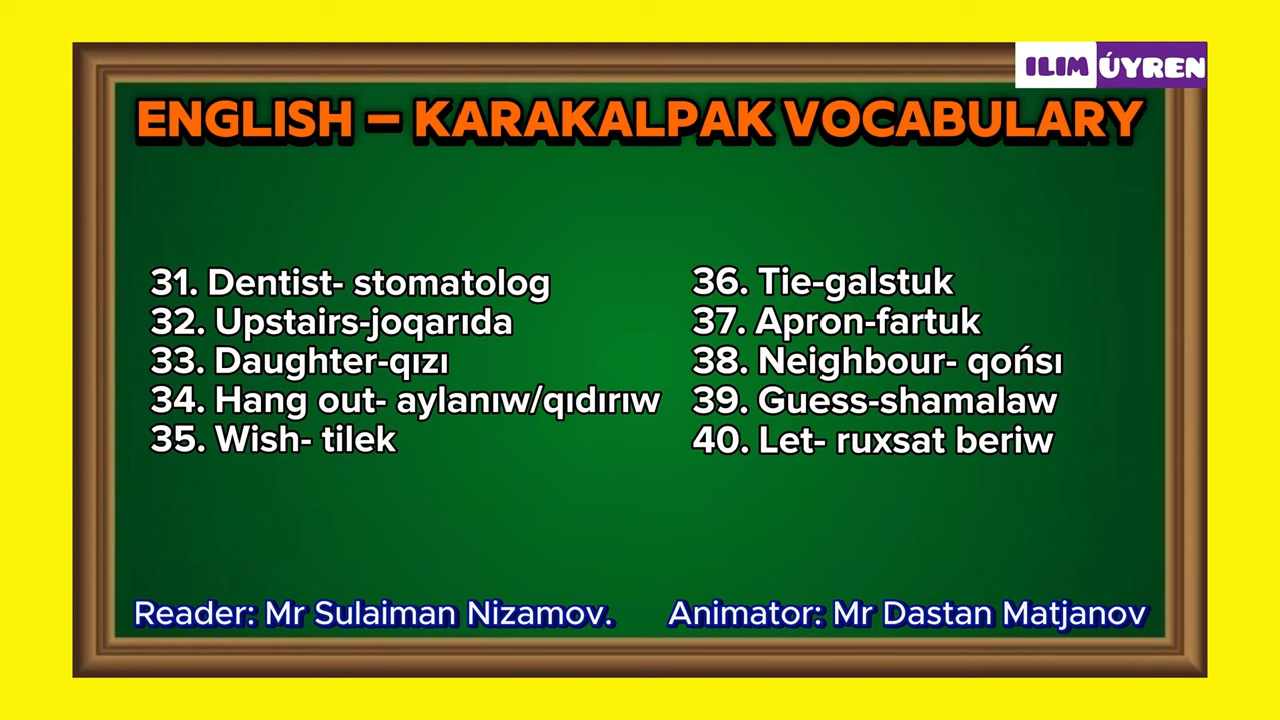 ILIM ÚYREN
ENGLISH – KARAKALPAK VOCABULARY
31. Dentist- stomatolog
32. Upstairs-joqarıda
33. Daughter-qızı
34. Hang out- aylanıw/qıdırıw
35. Wish- tilek
36. Tie-galstuk
37. Apron-fartuk
38. Neighbour- qońsı
39. Guess-shamalaw
40. Let- ruxsat beriw
Reader: Mr Sulaiman Nizamov.
Animator: Mr Dastan Matjanov